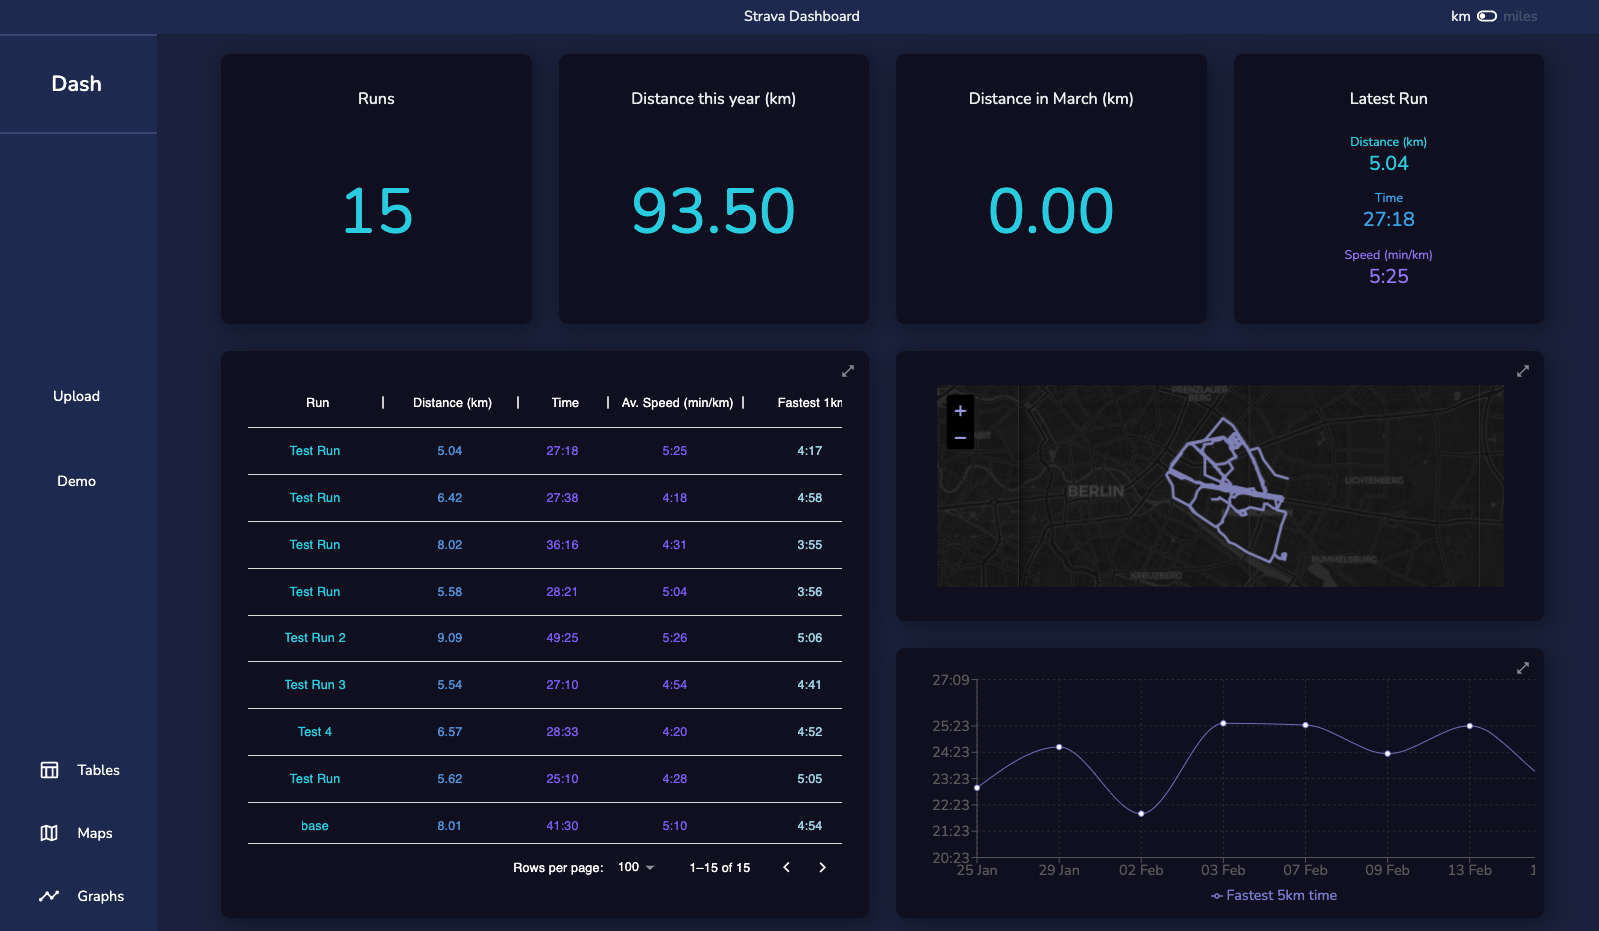 Strava Dashboard
km miles
Dash
Upload
Demo
Tables
Maps
Graphs
Runs
15
Distance this year (km)
93.50
Distance in March (km)
0.00
Latest Run
Distance (km)
5.04
Time
27:18
Speed (min/km)
5:25
Run | Distance (km) | Time | Av. Speed (min/km) | Fastest 1km
Test Run 5.04 27:18 5:25 4:17
Test Run 6.42 27:38 4:18 4:58
Test Run 8.02 36:16 4:31 3:55
Test Run 5.58 28:21 5:04 3:56
Test Run 2 9.09 49:25 5:26 5:06
Test Run 3 5.54 27:10 4:54 4:41
Test 4 6.57 28:33 4:20 4:52
Test Run 5.62 25:10 4:28 5:05
base 8.01 41:30 5:10 4:54
Rows per page: 100 1–15 of 15
+
−
PRENZLAUER
BERG
BERLIN
LICHTENBERG
RUMMELSBURG
KREUZBERG
27:09
25:23
24:23
23:23
22:23
21:23
20:23
25 Jan 29 Jan 02 Feb 03 Feb 07 Feb 09 Feb 13 Feb 1
Fastest 5km time